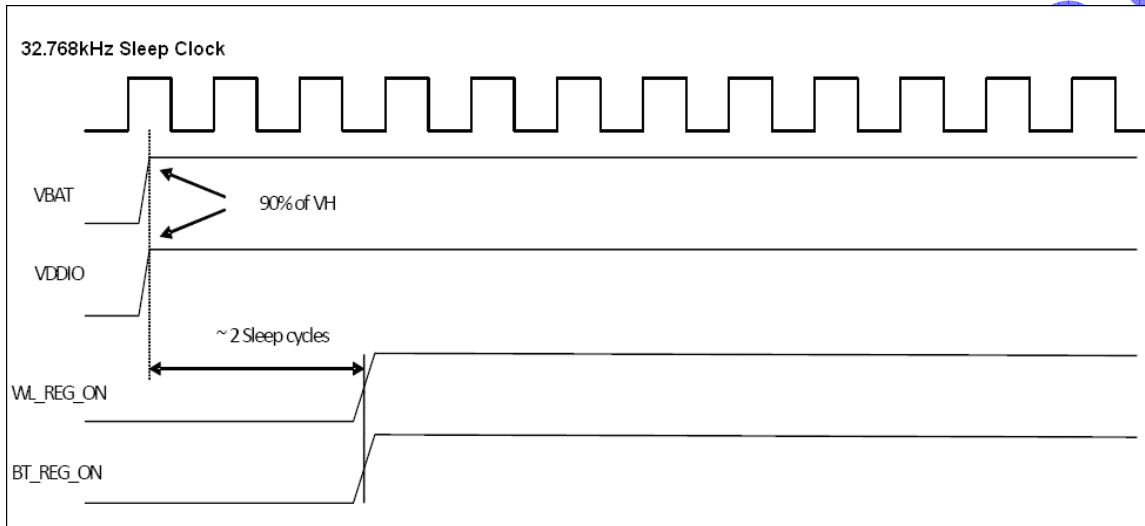 32.768kHz Sleep Clock
VBAT
90% of VH
VDDIO
~ 2 Sleep cycles
WL_REG_ON
BT_REG_ON